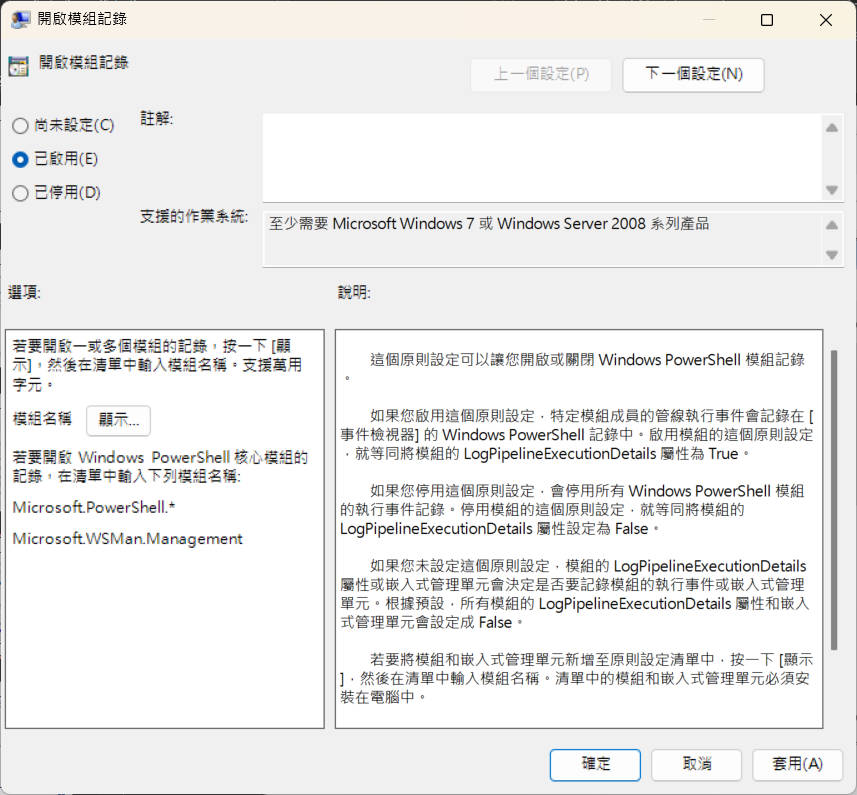 開啟模組記錄
開啟模組記錄
上一個設定(P)
下一個設定(N)
尚未設定(C)
已啟用(E)
已停用(D)
註解:
支援的作業系統:
至少需要 Microsoft Windows 7 或 Windows Server 2008 系列產品
選項:
說明:
若要開啟一或多個模組的記錄，按一下 [顯
示]，然後在清單中輸入模組名稱。支援萬用
字元。
模組名稱
顯示...
若要開啟 Windows PowerShell 核心模組的
記錄，在清單中輸入下列模組名稱:
Microsoft.PowerShell.*
Microsoft.WSMan.Management
這個原則設定可以讓您開啟或關閉 Windows PowerShell 模組記錄
。
如果您啟用這個原則設定，特定模組成員的管線執行事件會記錄在 [
事件檢視器] 的 Windows PowerShell 記錄中。啟用模組的這個原則設定
，就等同將模組的 LogPipelineExecutionDetails 屬性為 True。
如果您停用這個原則設定，會停用所有 Windows PowerShell 模組
的執行事件記錄。停用模組的這個原則設定，就等同將模組的
LogPipelineExecutionDetails 屬性設定為 False。
如果您未設定這個原則設定，模組的 LogPipelineExecutionDetails
屬性或嵌入式管理單元會決定是否要記錄模組的執行事件或嵌入式管理
單元。根據預設，所有模組的 LogPipelineExecutionDetails 屬性和嵌入
式管理單元會設定成 False。
若要將模組和嵌入式管理單元新增至原則設定清單中，按一下 [顯示
]，然後在清單中輸入模組名稱。清單中的模組和嵌入式管理單元必須安
裝在電腦中。
確定
取消
套用(A)